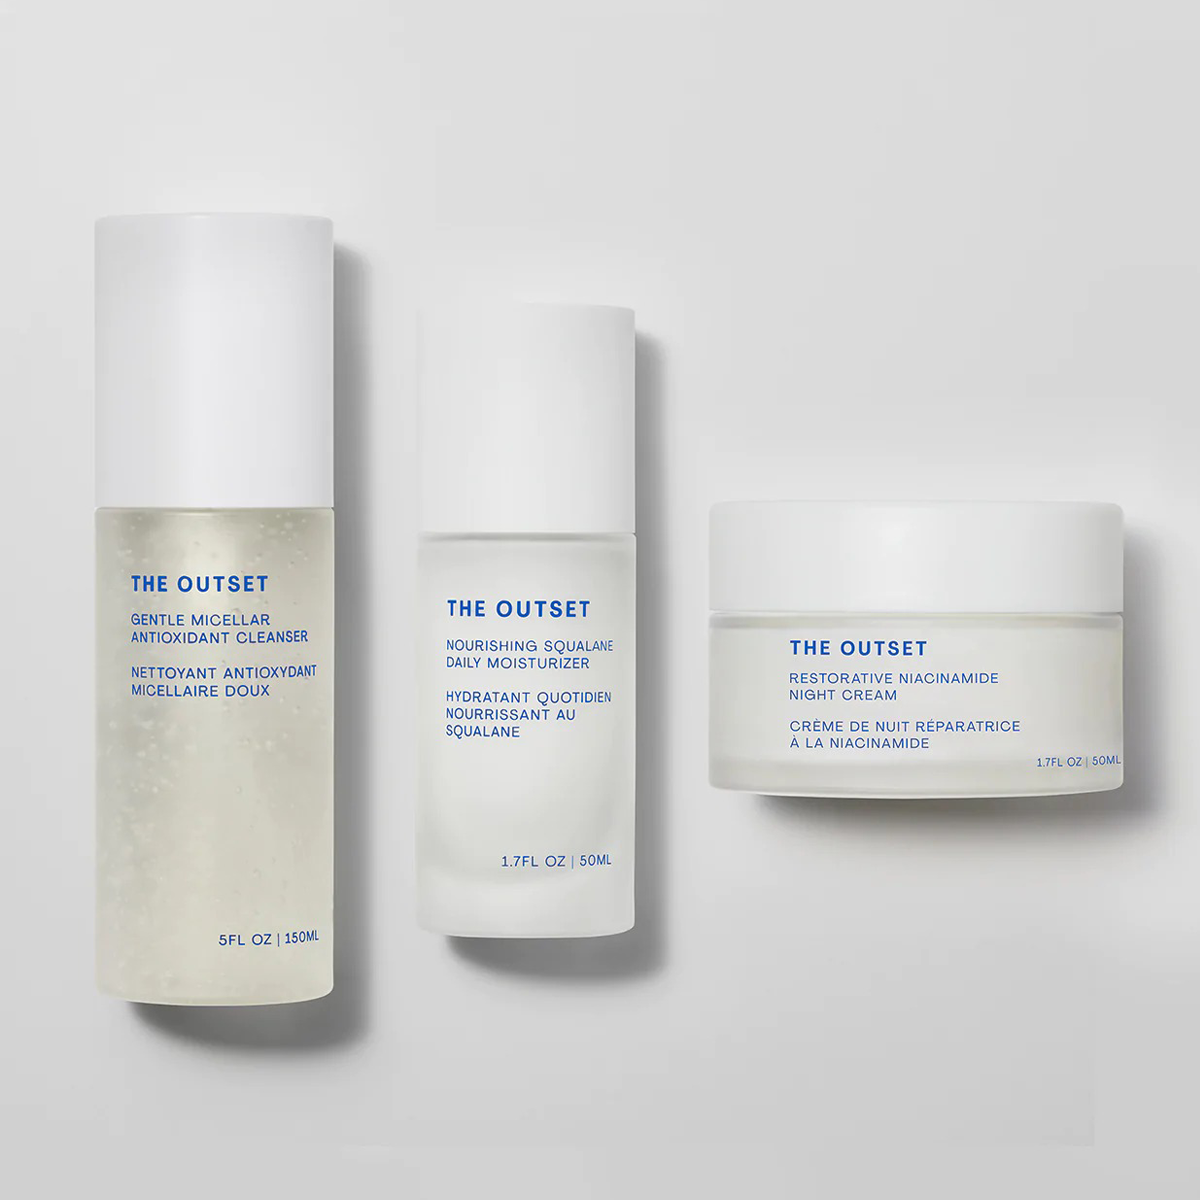 THE OUTSET
GENTLE MICELLAR
ANTIOXIDANT CLEANSER
NETTOYANT ANTIOXYDANT
MICELLAIRE DOUX
5FL OZ | 150ML
THE OUTSET
NOURISHING SQUALANE
DAILY MOISTURIZER
HYDRATANT QUOTIDIEN
NOURRISSANT AU
SQUALANE
1.7FL OZ | 50ML
THE OUTSET
RESTORATIVE NIACINAMIDE
NIGHT CREAM
CRÈME DE NUIT RÉPARATRICE
À LA NIACINAMIDE
1.7FL OZ | 50ML